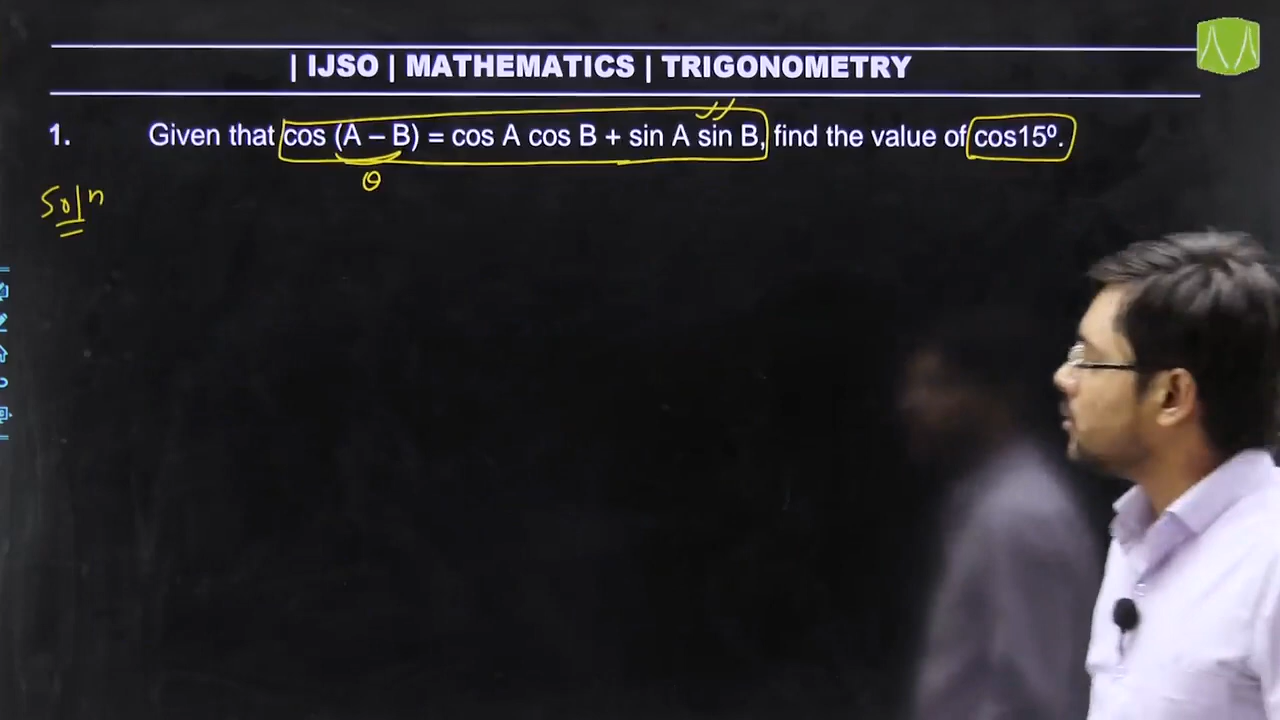 | IJSO | MATHEMATICS | TRIGONOMETRY
1. Given that cos (A – B) = cos A cos B + sin A sin B, find the value of cos15º.
θ
Soln